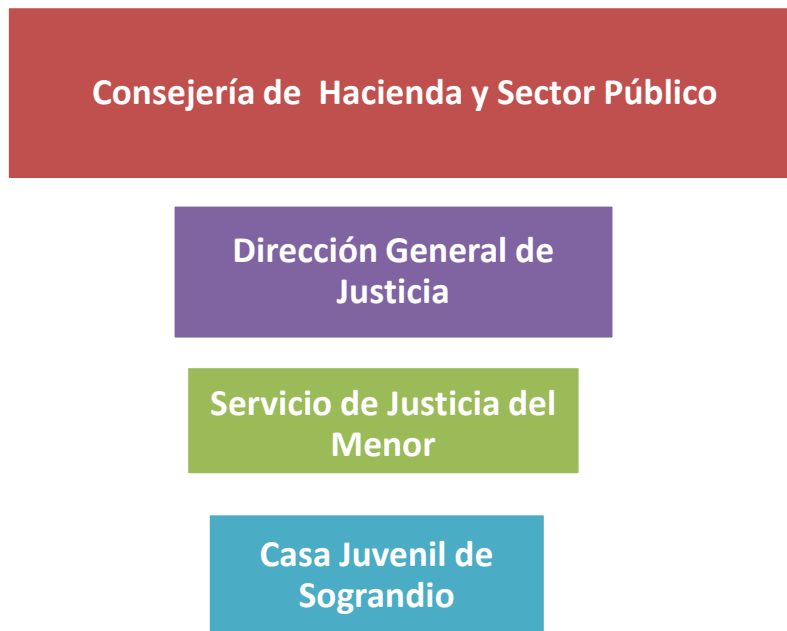 Consejería de Hacienda y Sector Público
Dirección General de
Justicia
Servicio de Justicia del
Menor
Casa Juvenil de
Sograndio